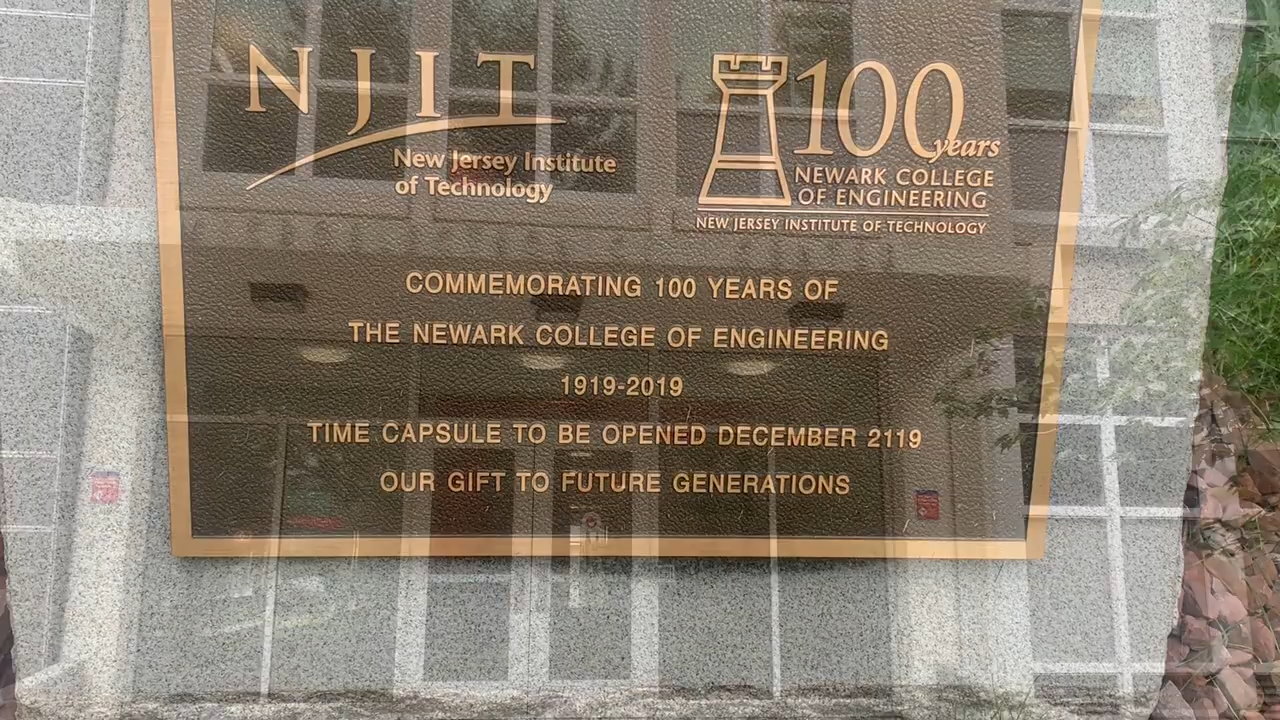 NJIT
New Jersey Institute
of Technology
100 years
NEWARK COLLEGE
OF ENGINEERING
NEW JERSEY INSTITUTE OF TECHNOLOGY
COMMEMORATING 100 YEARS OF
THE NEWARK COLLEGE OF ENGINEERING
1919-2019
TIME CAPSULE TO BE OPENED DECEMBER 2119
OUR GIFT TO FUTURE GENERATIONS